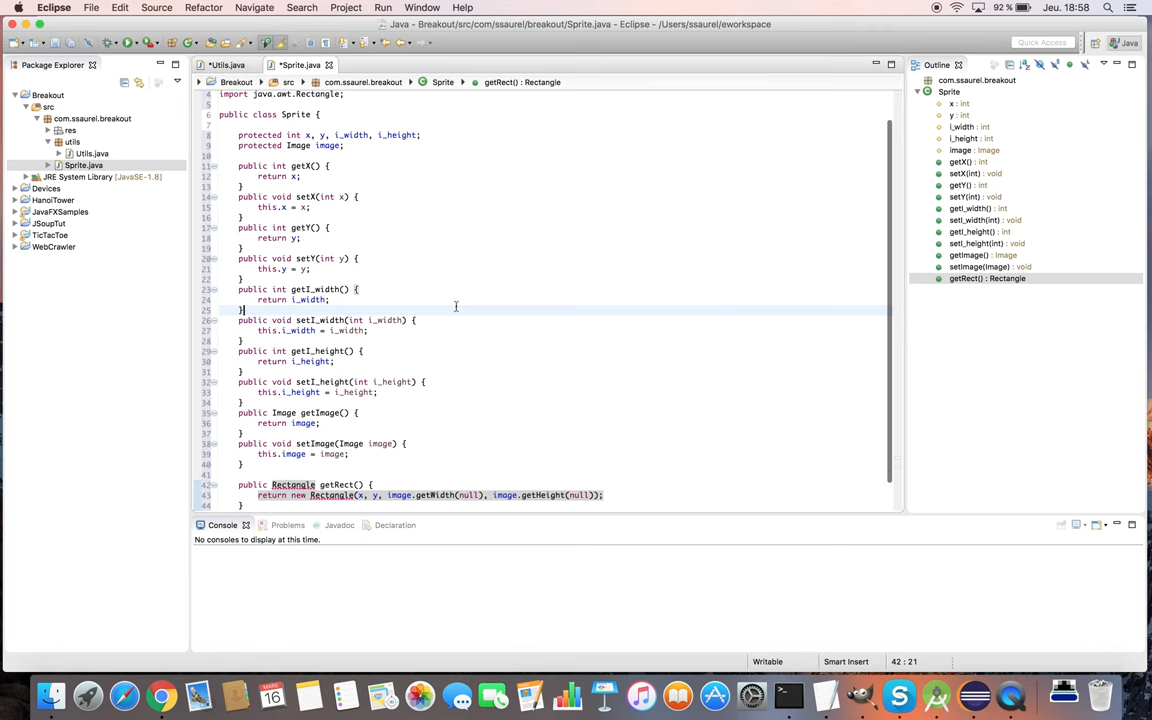 Eclipse File Edit Source Refactor Navigate Search Project Run Window Help 92 % Jeu. 18:58
Java - Breakout/src/com/ssaurel/breakout/Sprite.java - Eclipse - /Users/ssaurel/eworkspace
Quick Access Java
Package Explorer
Breakout
src
com.ssaurel.breakout
res
utils
Utils.java
Sprite.java
JRE System Library [JavaSE-1.8]
Devices
HanoiTower
JavaFXSamples
JSoupTut
TicTacToe
WebCrawler
*Utils.java *Sprite.java
Breakout src com.ssaurel.breakout Sprite getRect() : Rectangle
4 import java.awt.Rectangle;
5
6 public class Sprite {
7
8 protected int x, y, i_width, i_height;
9 protected Image image;
10
11 public int getX() {
12 return x;
13 }
14 public void setX(int x) {
15 this.x = x;
16 }
17 public int getY() {
18 return y;
19 }
20 public void setY(int y) {
21 this.y = y;
22 }
23 public int getI_width() {
24 return i_width;
25 }
26 public void setI_width(int i_width) {
27 this.i_width = i_width;
28 }
29 public int getI_height() {
30 return i_height;
31 }
32 public void setI_height(int i_height) {
33 this.i_height = i_height;
34 }
35 public Image getImage() {
36 return image;
37 }
38 public void setImage(Image image) {
39 this.image = image;
40 }
41
42 public Rectangle getRect() {
43 return new Rectangle(x, y, image.getWidth(null), image.getHeight(null));
44 }
Outline
com.ssaurel.breakout
Sprite
x : int
y : int
i_width : int
i_height : int
image : Image
getX() : int
setX(int) : void
getY() : int
setY(int) : void
getI_width() : int
setI_width(int) : void
getI_height() : int
setI_height(int) : void
getImage() : Image
setImage(Image) : void
getRect() : Rectangle
Console Problems Javadoc Declaration
No consoles to display at this time.
Writable Smart Insert 42 : 21
MARS
16